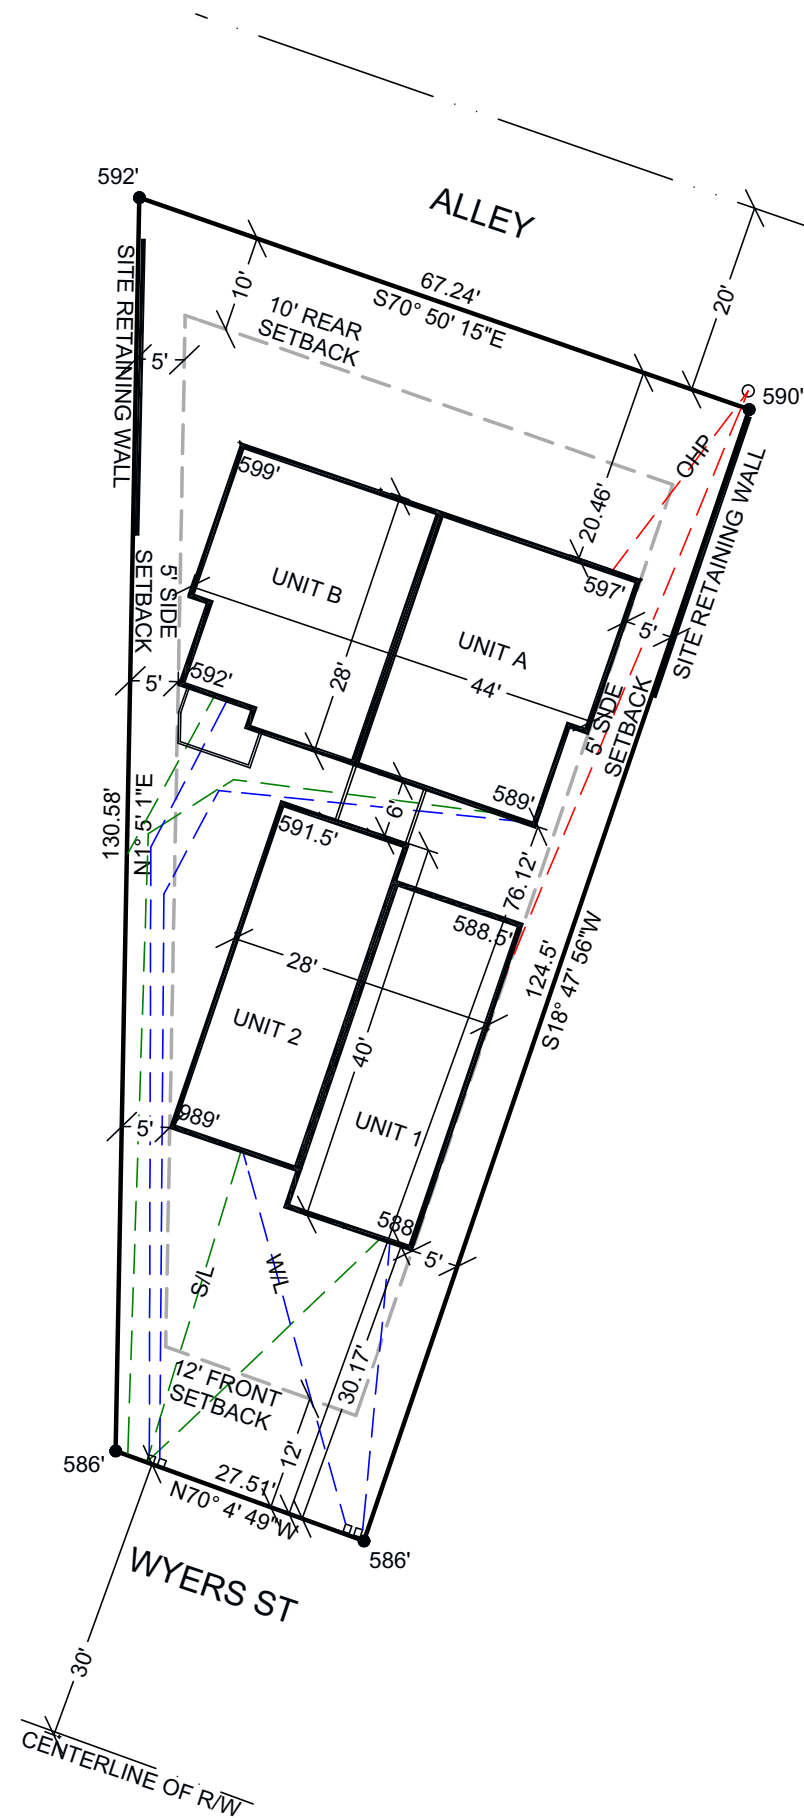 592'
ALLEY
67.24'
S70° 50' 15"E
10'
20'
10' REAR
SETBACK
SITE RETAINING WALL
5'
590'
OHP
599'
20.46'
SITE RETAINING WALL
UNIT B
597'
5' SIDE
SETBACK
UNIT A
5'
592'
28'
44'
5'
5' SIDE
SETBACK
589'
6'
591.5'
130.58'
N1° 5' 1"E
76.12'
588.5'
124.5'
S18° 47' 56"W
28'
UNIT 2
40'
989'
5'
UNIT 1
588'
5'
S/L
W/L
30.17'
12' FRONT
SETBACK
12'
586'
27.51'
N70° 4' 49"W
586'
WYERS ST
30'
CENTERLINE OF R/W